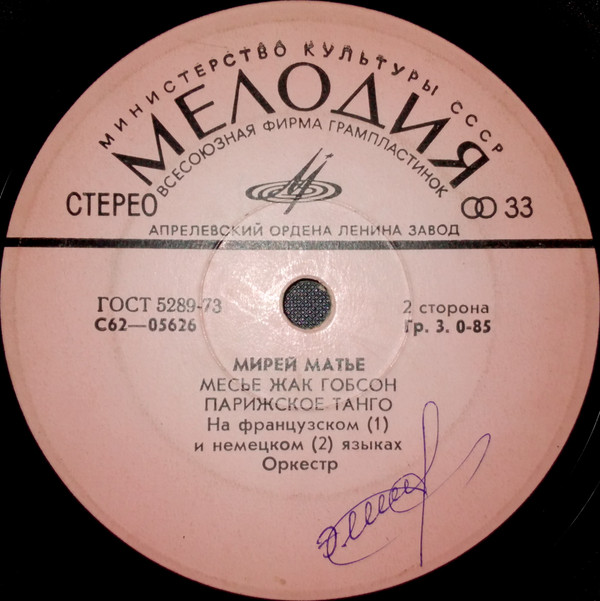 МИНИСТЕРСТВО КУЛЬТУРЫ СССР
МЕЛОДИЯ
ВСЕСОЮЗНАЯ ФИРМА ГРАМПЛАСТИНОК
СТЕРЕО
33
АПРЕЛЕВСКИЙ ОРДЕНА ЛЕНИНА ЗАВОД
ГОСТ 5289-73
2 сторона
С62—05626
Гр. 3. 0-85
МИРЕЙ МАТЬЕ
МЕСЬЕ ЖАК ГОБСОН
ПАРИЖСКОЕ ТАНГО
На французском (1)
и немецком (2) языках
Оркестр